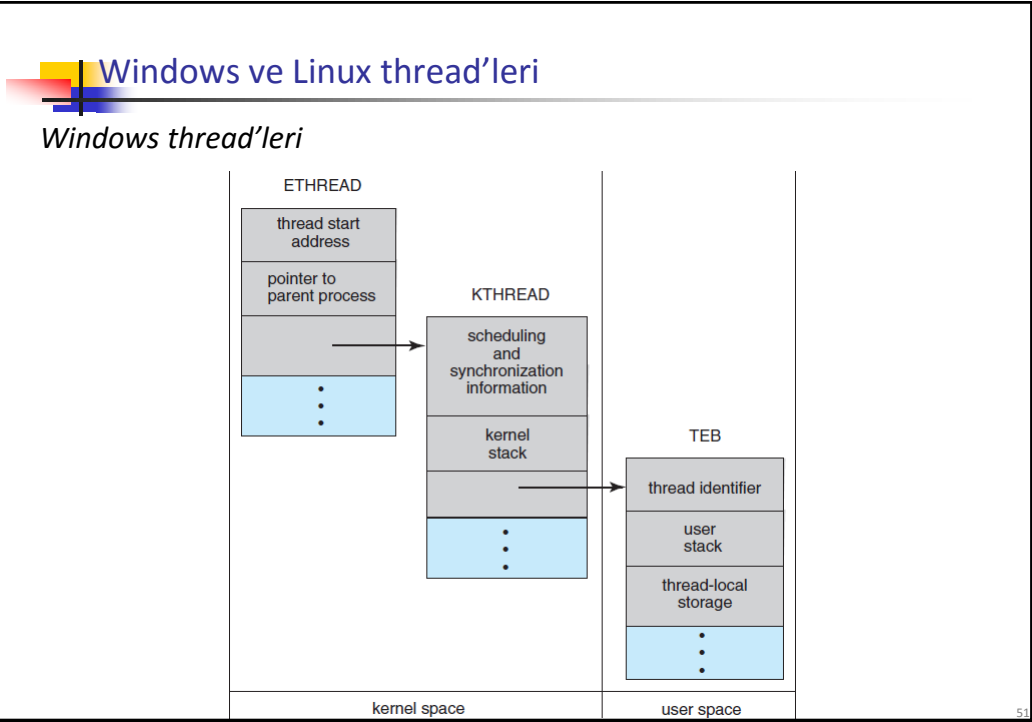 Windows ve Linux thread’leri
Windows thread’leri
ETHREAD
thread start
address
pointer to
parent process
KTHREAD
scheduling
and
synchronization
information
kernel
stack
TEB
thread identifier
user
stack
thread-local
storage
kernel space
user space
51